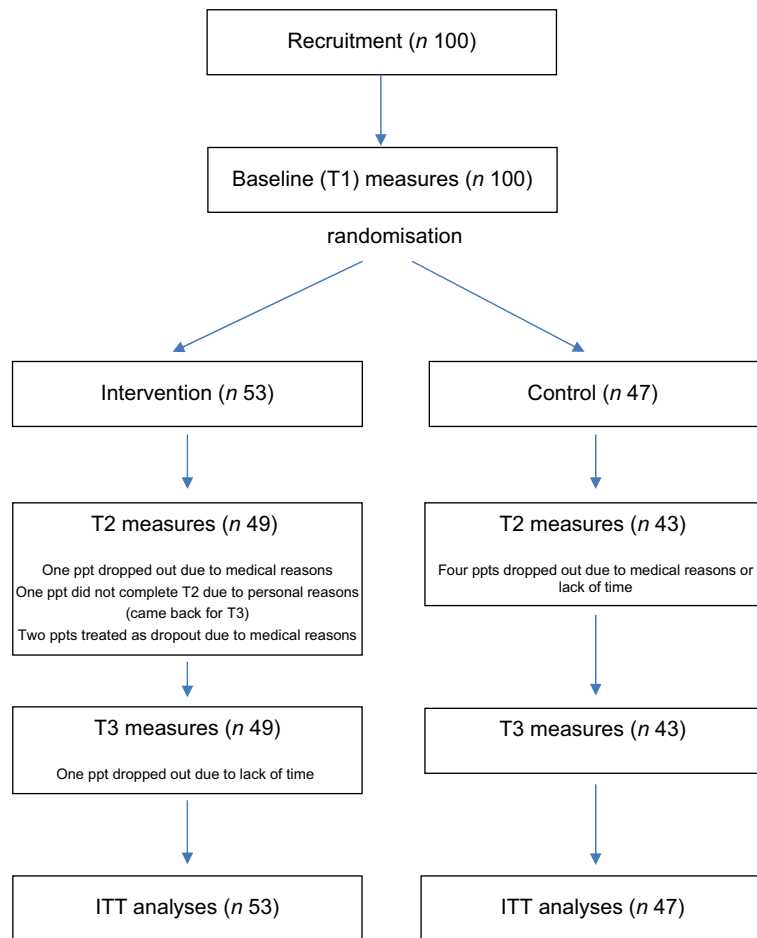 Recruitment (n 100)
Baseline (T1) measures (n 100)
randomisation
Intervention (n 53)
Control (n 47)
T2 measures (n 49)
One ppt dropped out due to medical reasons
One ppt did not complete T2 due to personal reasons
(came back for T3)
Two ppts treated as dropout due to medical reasons
T2 measures (n 43)
Four ppts dropped out due to medical reasons or
lack of time
T3 measures (n 49)
One ppt dropped out due to lack of time
T3 measures (n 43)
ITT analyses (n 53)
ITT analyses (n 47)